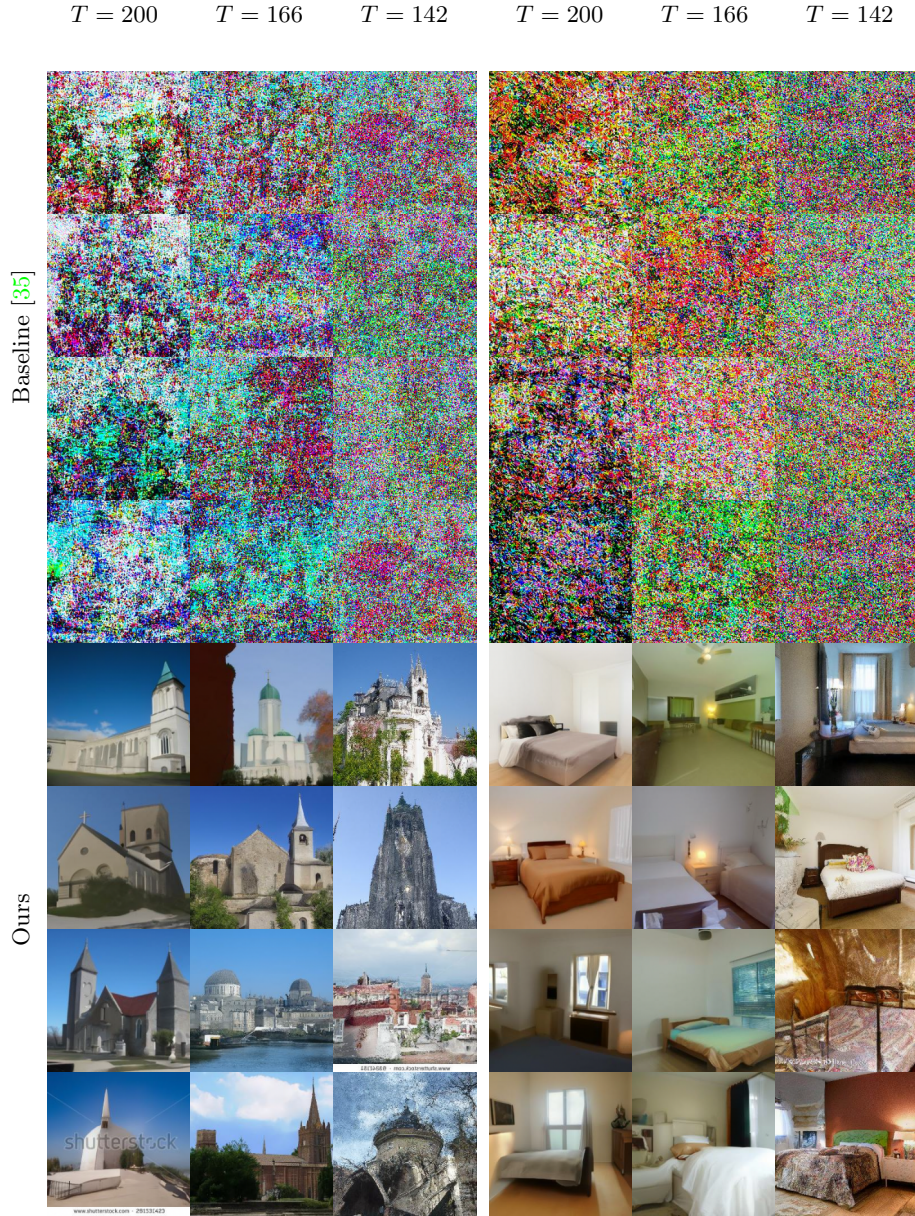 T = 200 T = 166 T = 142 T = 200 T = 166 T = 142
Baseline [35]
Ours
shutterstock